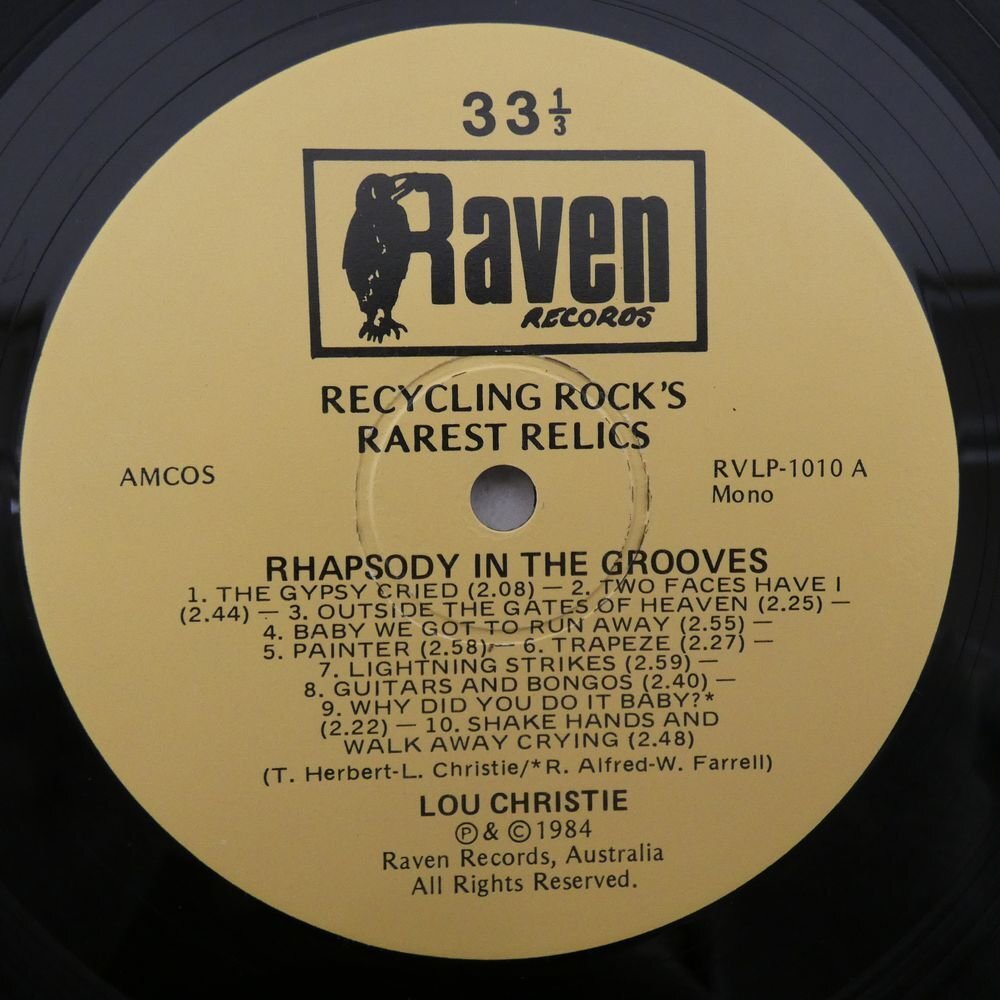 33 1/3
Raven
RECORDS
RECYCLING ROCK'S
RAREST RELICS
AMCOS
RVLP-1010 A
Mono
RHAPSODY IN THE GROOVES
1. THE GYPSY CRIED (2.08) — 2. TWO FACES HAVE I
(2.44) — 3. OUTSIDE THE GATES OF HEAVEN (2.25) —
4. BABY WE GOT TO RUN AWAY (2.55) —
5. PAINTER (2.58) — 6. TRAPEZE (2.27) —
7. LIGHTNING STRIKES (2.59) —
8. GUITARS AND BONGOS (2.40) —
9. WHY DID YOU DO IT BABY?*
(2.22) — 10. SHAKE HANDS AND
WALK AWAY CRYING (2.48)
(T. Herbert-L. Christie/*R. Alfred-W. Farrell)
LOU CHRISTIE
℗ & © 1984
Raven Records, Australia
All Rights Reserved.